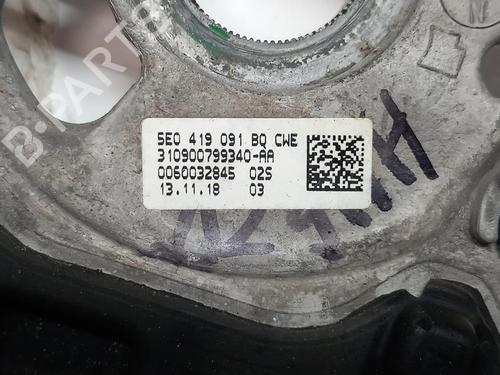 B-PARTS
5E0 419 091 BQ CWE
310900799340-AA
0060032845 02S
13.11.18 03